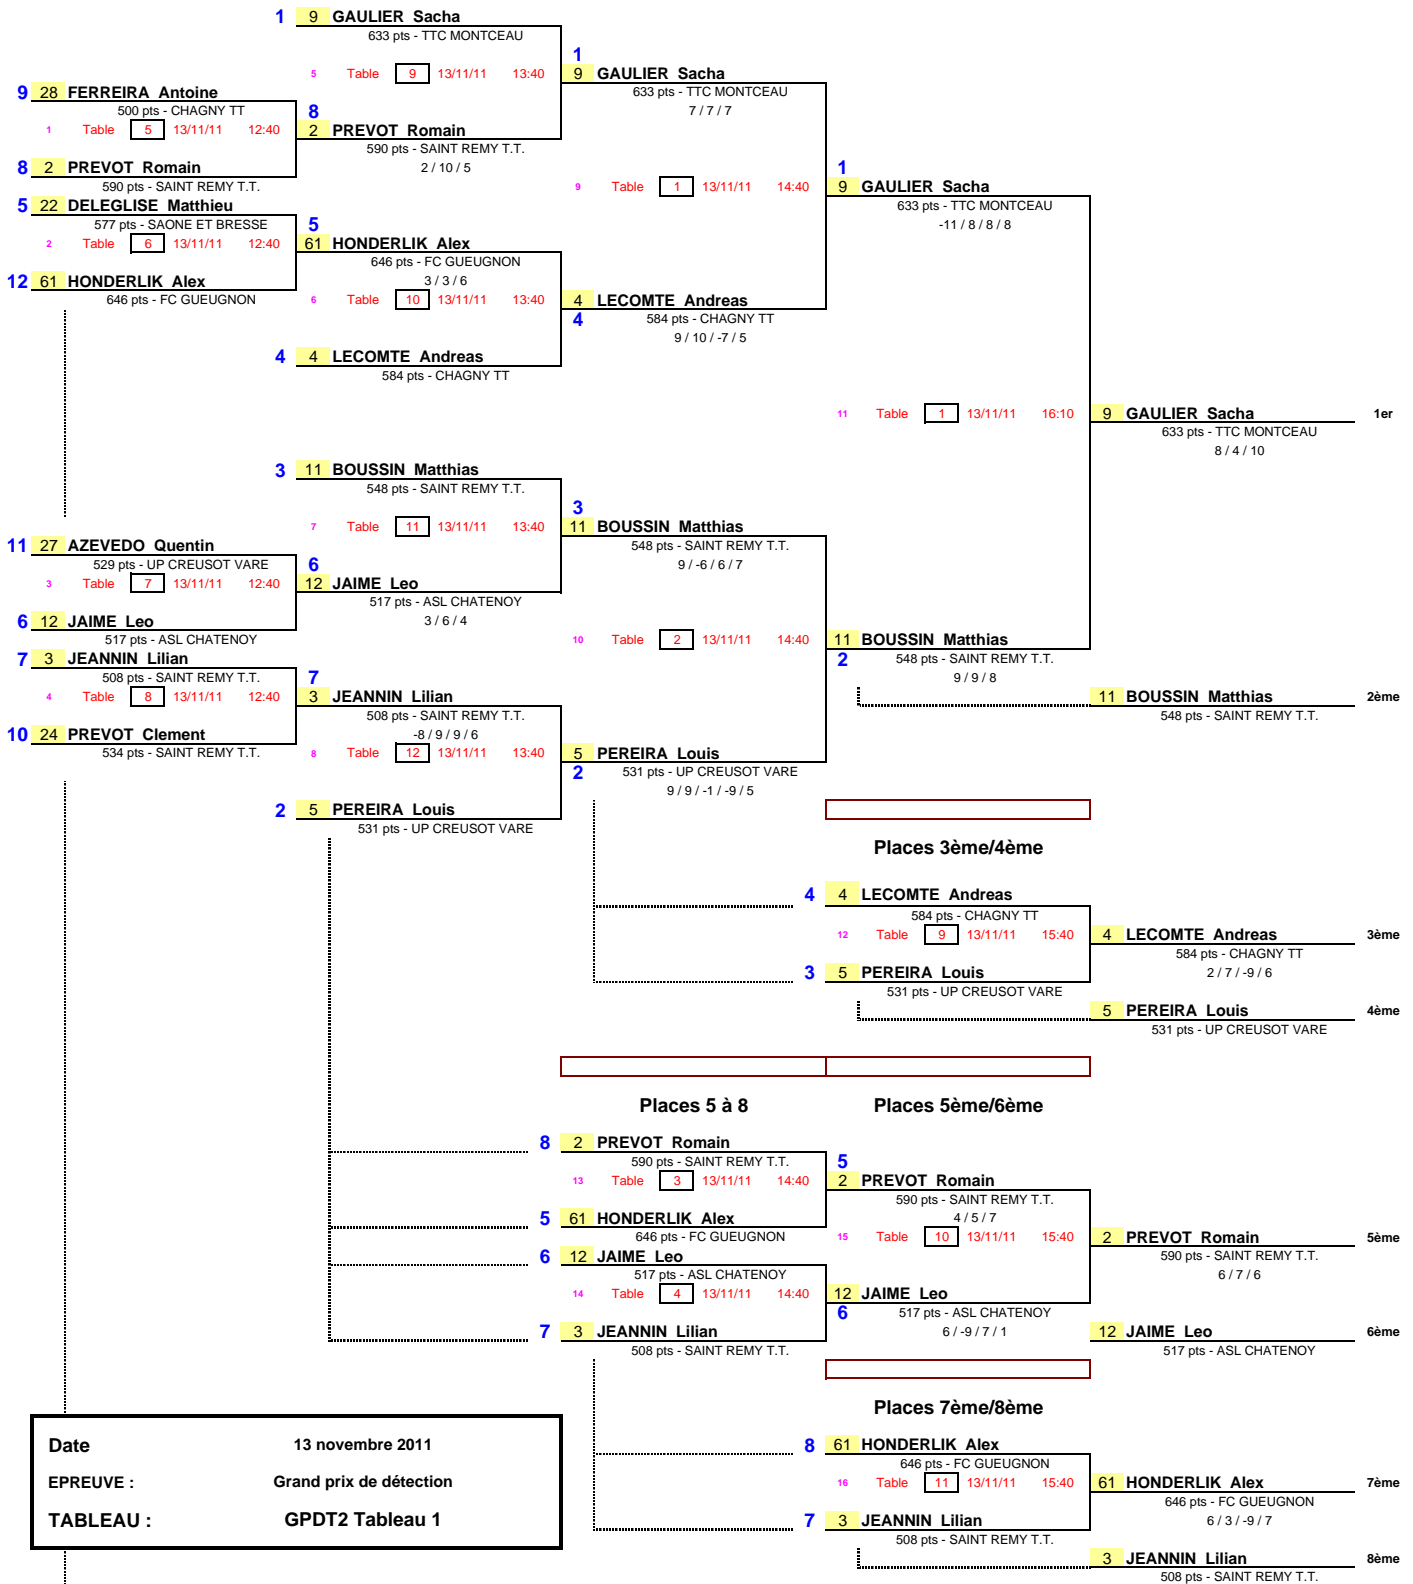 1 9 GAULIER Sacha
633 pts - TTC MONTCEAU
1
5 Table 9 13/11/11 13:40
9 GAULIER Sacha
633 pts - TTC MONTCEAU
7 / 7 / 7
9 28 FERREIRA Antoine
500 pts - CHAGNY TT
8
1 Table 5 13/11/11 12:40
2 PREVOT Romain
590 pts - SAINT REMY T.T.
2 / 10 / 5
8 2 PREVOT Romain
590 pts - SAINT REMY T.T.
1
9 Table 1 13/11/11 14:40
9 GAULIER Sacha
633 pts - TTC MONTCEAU
-11 / 8 / 8 / 8
5 22 DELEGLISE Matthieu
577 pts - SAONE ET BRESSE
5
2 Table 6 13/11/11 12:40
61 HONDERLIK Alex
646 pts - FC GUEUGNON
3 / 3 / 6
12 61 HONDERLIK Alex
646 pts - FC GUEUGNON
6 Table 10 13/11/11 13:40
4 LECOMTE Andreas
4
584 pts - CHAGNY TT
9 / 10 / -7 / 5
4 4 LECOMTE Andreas
584 pts - CHAGNY TT
11 Table 1 13/11/11 16:10
9 GAULIER Sacha 1er
633 pts - TTC MONTCEAU
8 / 4 / 10
3 11 BOUSSIN Matthias
548 pts - SAINT REMY T.T.
3
7 Table 11 13/11/11 13:40
11 BOUSSIN Matthias
548 pts - SAINT REMY T.T.
9 / -6 / 6 / 7
11 27 AZEVEDO Quentin
529 pts - UP CREUSOT VARE
6
3 Table 7 13/11/11 12:40
12 JAIME Leo
517 pts - ASL CHATENOY
3 / 6 / 4
6 12 JAIME Leo
517 pts - ASL CHATENOY
10 Table 2 13/11/11 14:40
11 BOUSSIN Matthias
2
548 pts - SAINT REMY T.T.
9 / 9 / 8
7 3 JEANNIN Lilian
508 pts - SAINT REMY T.T.
7
4 Table 8 13/11/11 12:40
3 JEANNIN Lilian
508 pts - SAINT REMY T.T.
-8 / 9 / 9 / 6
11 BOUSSIN Matthias 2ème
548 pts - SAINT REMY T.T.
10 24 PREVOT Clement
534 pts - SAINT REMY T.T.
8 Table 12 13/11/11 13:40
5 PEREIRA Louis
2
531 pts - UP CREUSOT VARE
9 / 9 / -1 / -9 / 5
2 5 PEREIRA Louis
531 pts - UP CREUSOT VARE
Places 3ème/4ème
4 4 LECOMTE Andreas
584 pts - CHAGNY TT
12 Table 9 13/11/11 15:40
4 LECOMTE Andreas 3ème
584 pts - CHAGNY TT
2 / 7 / -9 / 6
3 5 PEREIRA Louis
531 pts - UP CREUSOT VARE
5 PEREIRA Louis 4ème
531 pts - UP CREUSOT VARE
Places 5 à 8 Places 5ème/6ème
8 2 PREVOT Romain
590 pts - SAINT REMY T.T.
5
13 Table 3 13/11/11 14:40
2 PREVOT Romain
590 pts - SAINT REMY T.T.
4 / 5 / 7
5 61 HONDERLIK Alex
646 pts - FC GUEUGNON
15 Table 10 13/11/11 15:40
2 PREVOT Romain 5ème
590 pts - SAINT REMY T.T.
6 / 7 / 6
6 12 JAIME Leo
517 pts - ASL CHATENOY
14 Table 4 13/11/11 14:40
12 JAIME Leo
6
517 pts - ASL CHATENOY
6 / -9 / 7 / 1
7 3 JEANNIN Lilian
508 pts - SAINT REMY T.T.
12 JAIME Leo 6ème
517 pts - ASL CHATENOY
Places 7ème/8ème
8 61 HONDERLIK Alex
646 pts - FC GUEUGNON
16 Table 11 13/11/11 15:40
61 HONDERLIK Alex 7ème
646 pts - FC GUEUGNON
6 / 3 / -9 / 7
7 3 JEANNIN Lilian
508 pts - SAINT REMY T.T.
3 JEANNIN Lilian 8ème
508 pts - SAINT REMY T.T.
Date 13 novembre 2011
EPREUVE : Grand prix de détection
TABLEAU : GPDT2 Tableau 1